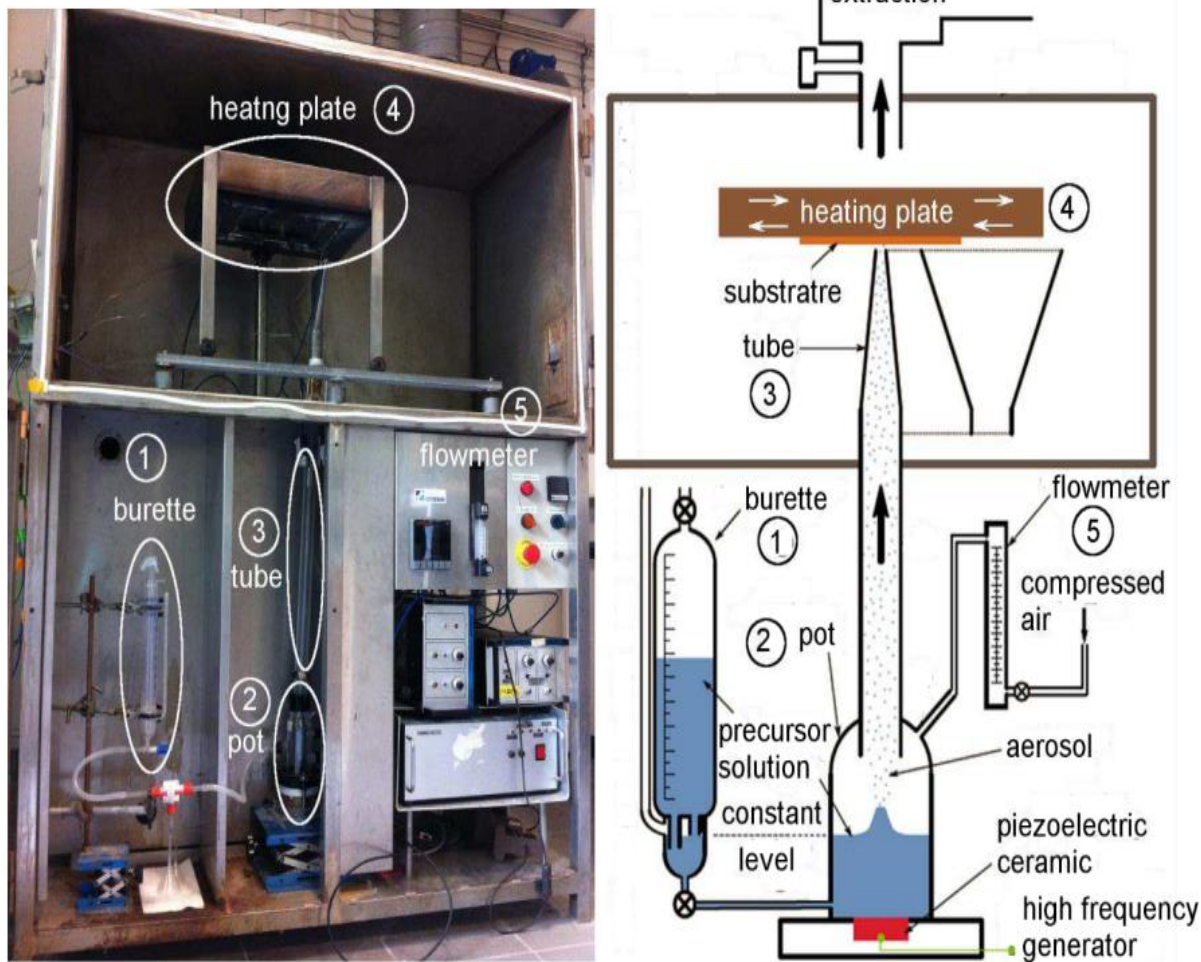 heatng plate 4
5
flowmeter
1
burette
3
tube
2
pot
extraction
heating plate 4
substratre
tube
3
burette
1
flowmeter
5
compressed
air
2 pot
precursor
solution
aerosol
constant
level
piezoelectric
ceramic
high frequency
generator